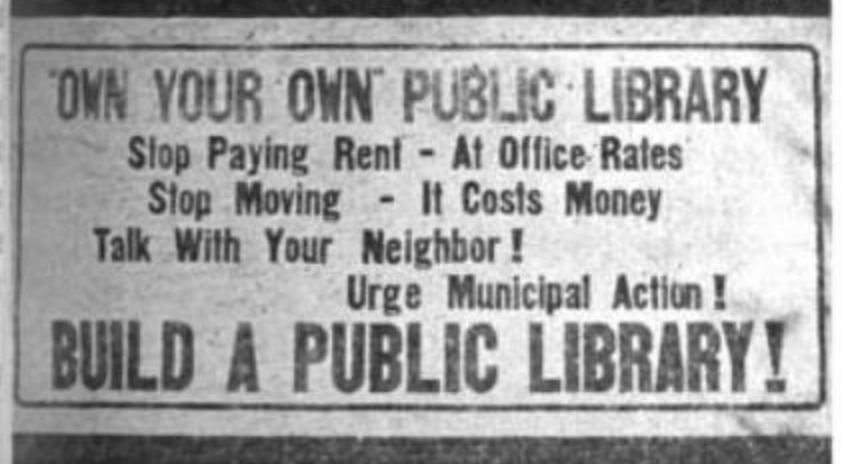 "OWN YOUR OWN" PUBLIC LIBRARY
Stop Paying Rent - At Office Rates
Stop Moving - It Costs Money
Talk With Your Neighbor!
Urge Municipal Action!
BUILD A PUBLIC LIBRARY!